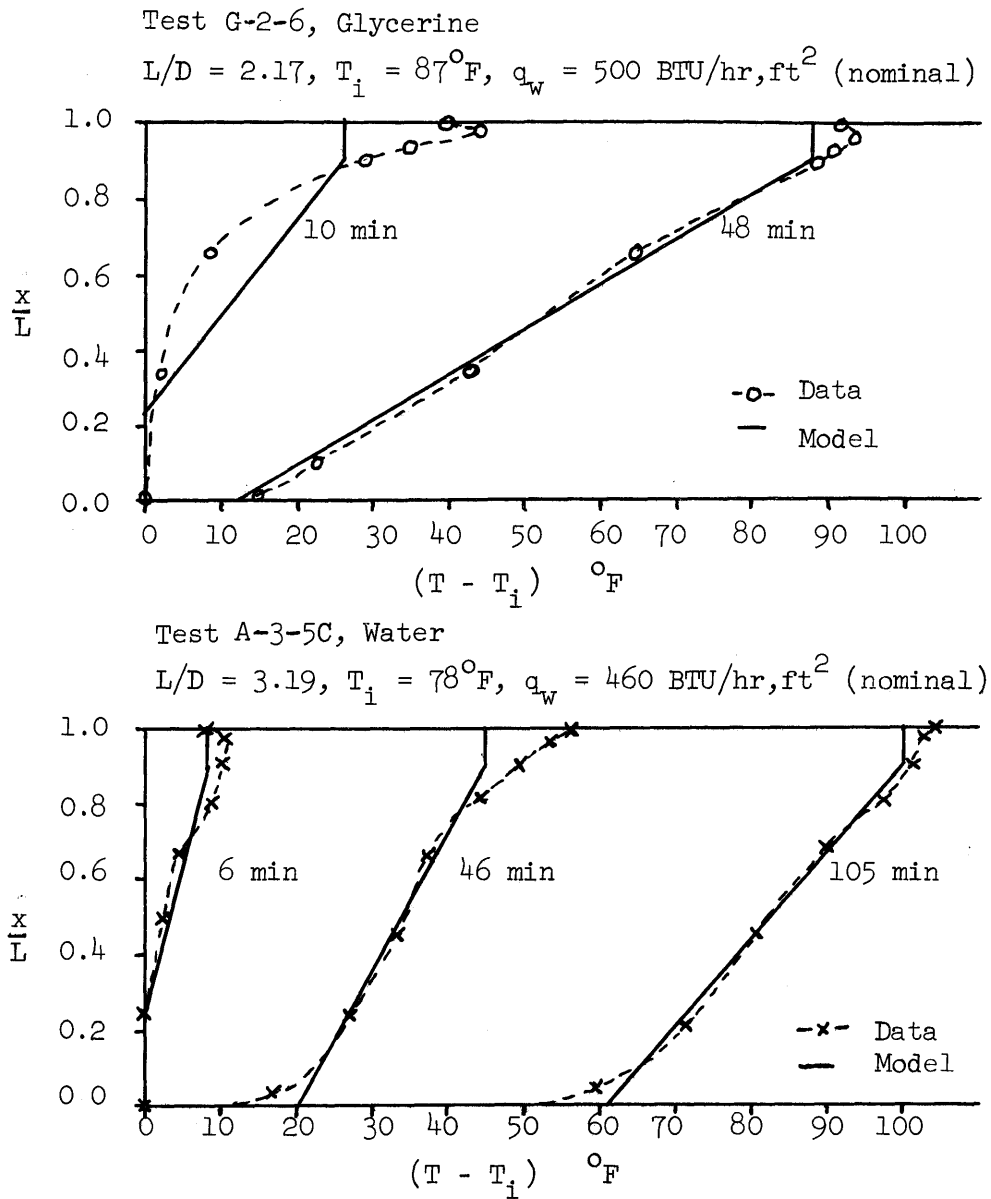 Test G-2-6, Glycerine
L/D = 2.17, T_i = 87°F, q_w = 500 BTU/hr,ft² (nominal)
1.0
0.8
0.6
0.4
0.2
0.0
x/L
10 min
48 min
-o- Data
— Model
0 10 20 30 40 50 60 70 80 90 100
(T - T_i) °F
Test A-3-5C, Water
L/D = 3.19, T_i = 78°F, q_w = 460 BTU/hr,ft² (nominal)
1.0
0.8
0.6
0.4
0.2
0 0
x/L
6 min
46 min
105 min
-x- Data
— Model
0 10 20 30 40 50 60 70 80 90 100
(T - T_i) °F